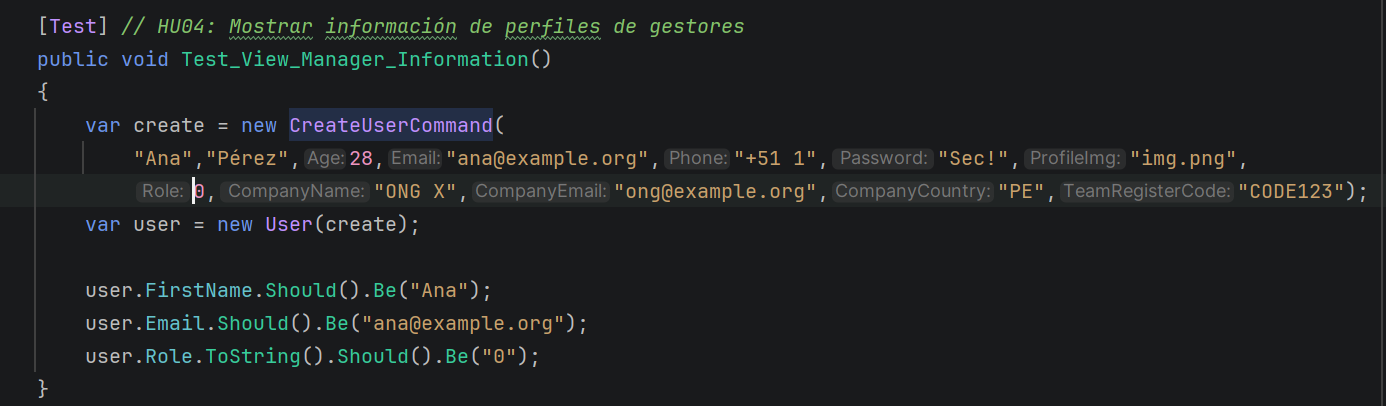 [Test] // HU04: Mostrar información de perfiles de gestores
public void Test_View_Manager_Information()
{
var create = new CreateUserCommand(
"Ana","Pérez", Age: 28, Email: "ana@example.org", Phone: "+51 1", Password: "Sec!", ProfileImg: "img.png",
Role: 0, CompanyName: "ONG X", CompanyEmail: "ong@example.org", CompanyCountry: "PE", TeamRegisterCode: "CODE123");
var user = new User(create);
user.FirstName.Should().Be("Ana");
user.Email.Should().Be("ana@example.org");
user.Role.ToString().Should().Be("0");
}